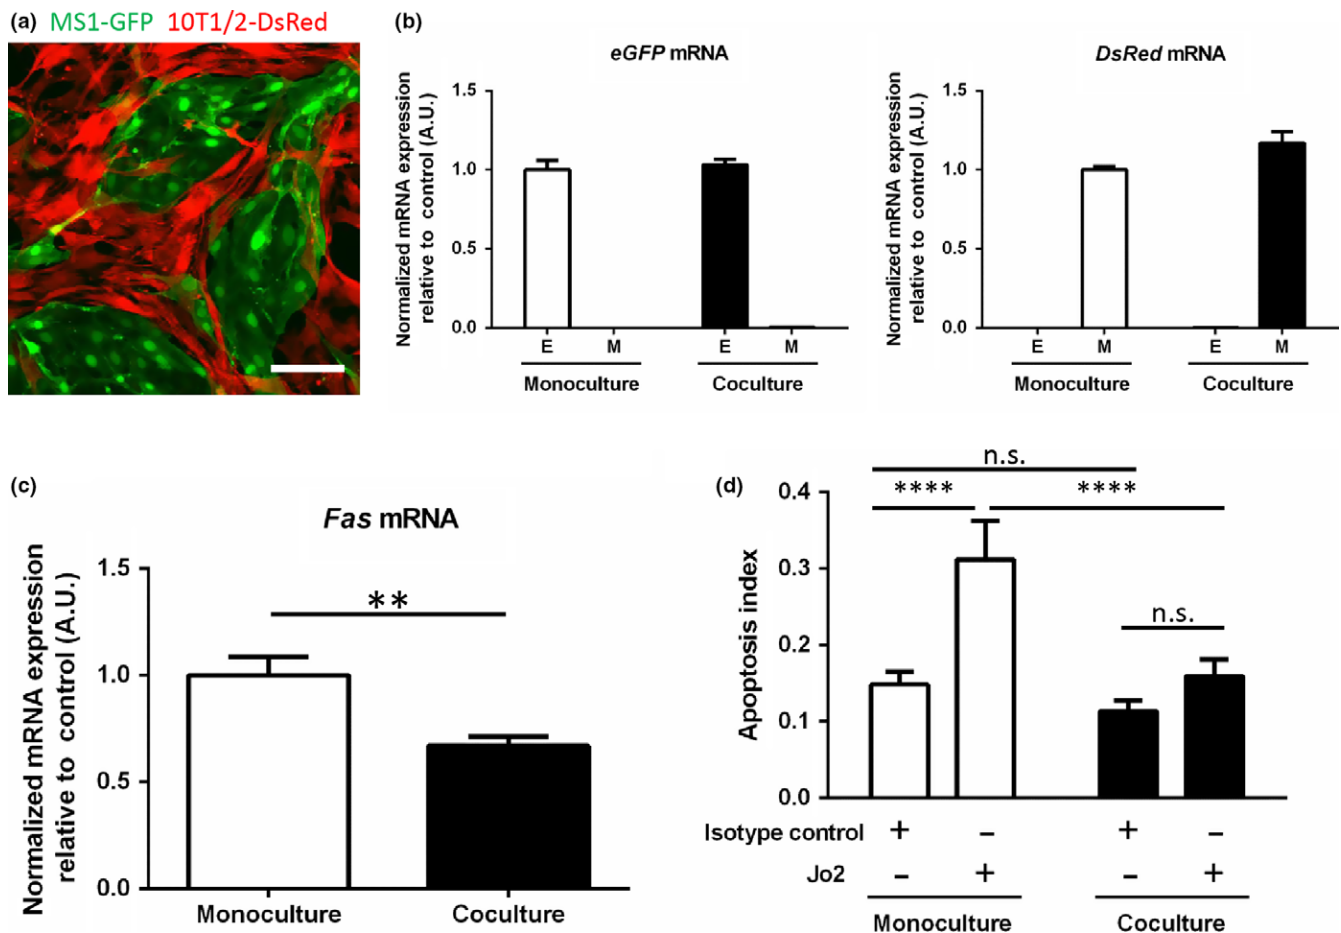 (a) MS1-GFP 10T1/2-DsRed
(b)
eGFP mRNA
Normalized mRNA expression
relative to control (A.U.)
1.5
1.0
0.5
0.0
E M E M
Monoculture Coculture
DsRed mRNA
Normalized mRNA expression
relative to control (A.U.)
1.5
1.0
0.5
0.0
E M E M
Monoculture Coculture
(c)
Fas mRNA
Normalized mRNA expression
relative to control (A.U.)
1.5
1.0
0.5
0.0
**
Monoculture Coculture
(d)
n.s.
**** ****
n.s.
Apoptosis index
0.4
0.3
0.2
0.1
0.0
Isotype control + − + −
Jo2 − + − +
Monoculture Coculture